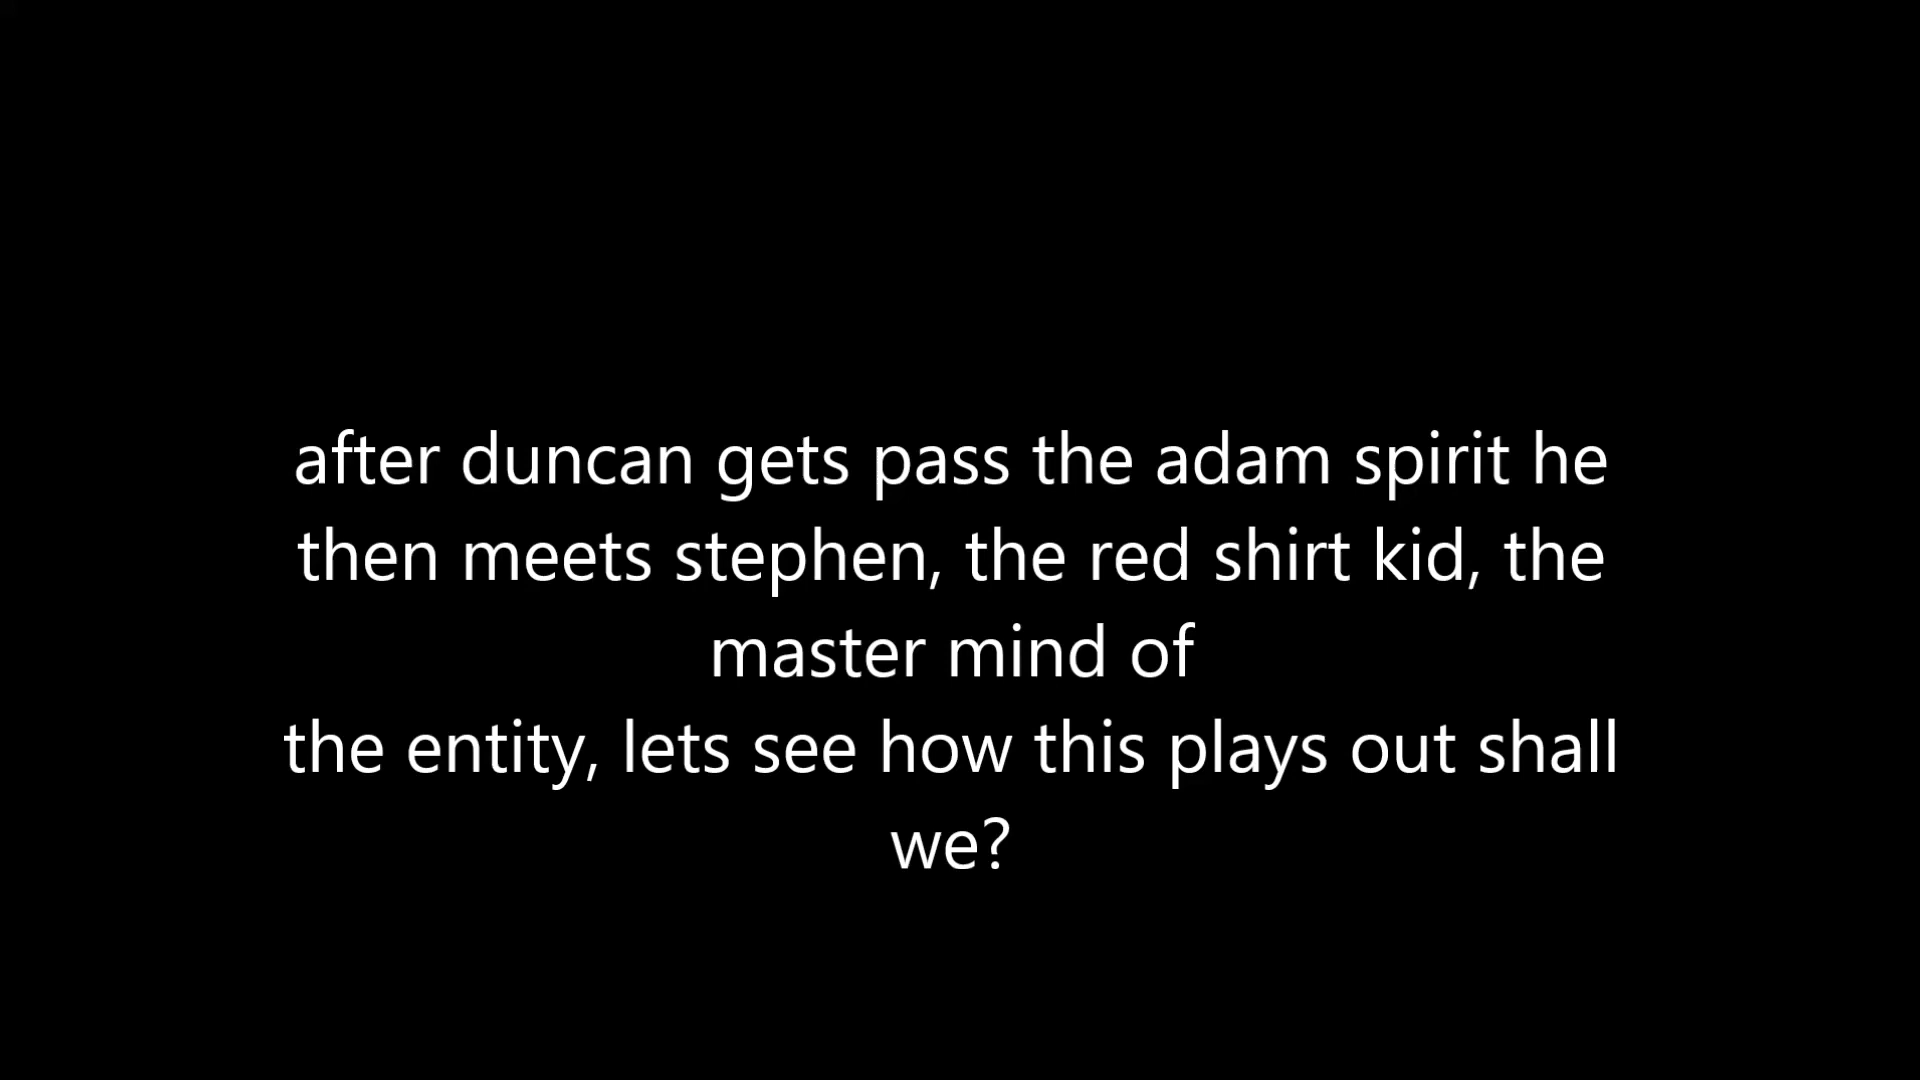 after duncan gets pass the adam spirit he
then meets stephen, the red shirt kid, the
master mind of
the entity, lets see how this plays out shall
we?